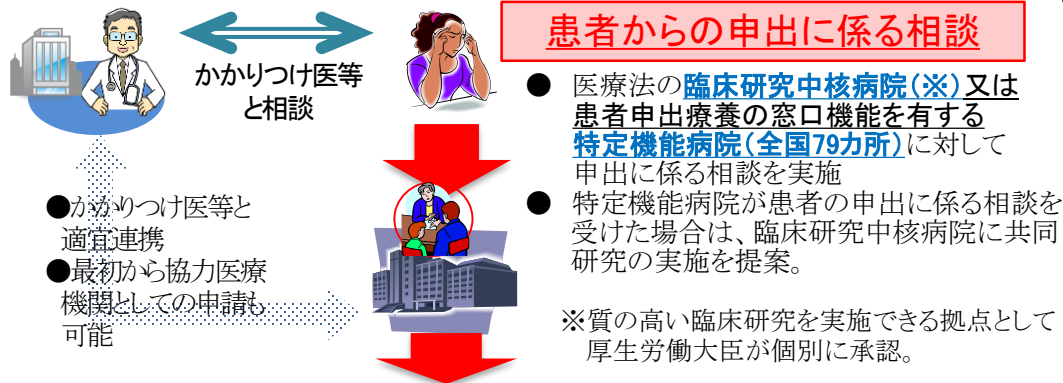 患者からの申出に係る相談
かかりつけ医等
と相談
● 医療法の臨床研究中核病院(※)又は
患者申出療養の窓口機能を有する
特定機能病院(全国79カ所)に対して
申出に係る相談を実施
● 特定機能病院が患者の申出に係る相談を
受けた場合は、臨床研究中核病院に共同
研究の実施を提案。
※質の高い臨床研究を実施できる拠点として
厚生労働大臣が個別に承認。
●かかりつけ医等と
適宜連携
●最初から協力医療
機関としての申請も
可能